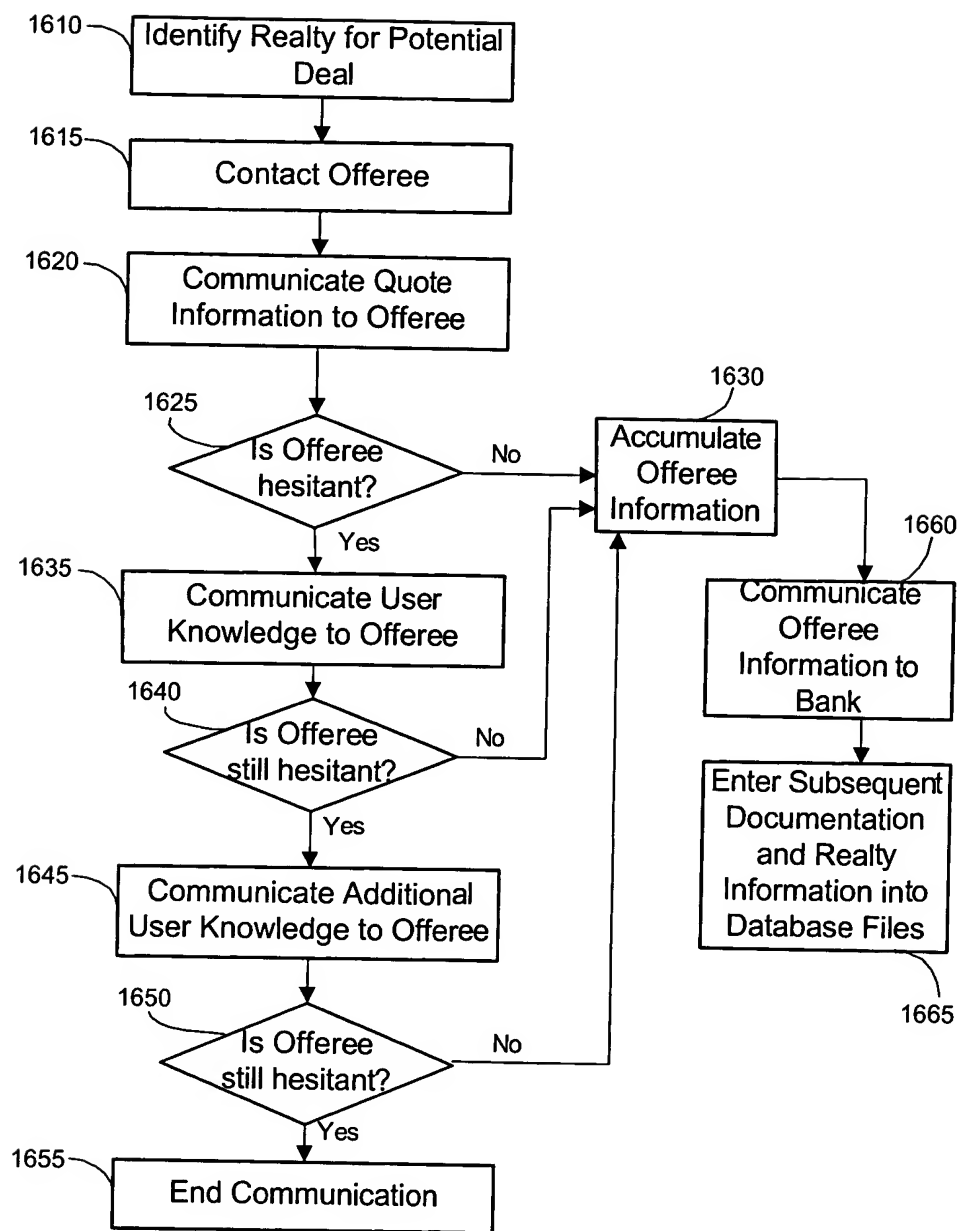 1610
Identify Realty for Potential
Deal
1615
Contact Offeree
1620
Communicate Quote
Information to Offeree
1625
Is Offeree
hesitant?
No
Yes
1630
Accumulate
Offeree
Information
1635
Communicate User
Knowledge to Offeree
1640
Is Offeree
still hesitant?
No
Yes
1645
Communicate Additional
User Knowledge to Offeree
1650
Is Offeree
still hesitant?
No
Yes
1655
End Communication
1660
Communicate
Offeree
Information to
Bank
Enter Subsequent
Documentation
and Realty
Information into
Database Files
1665